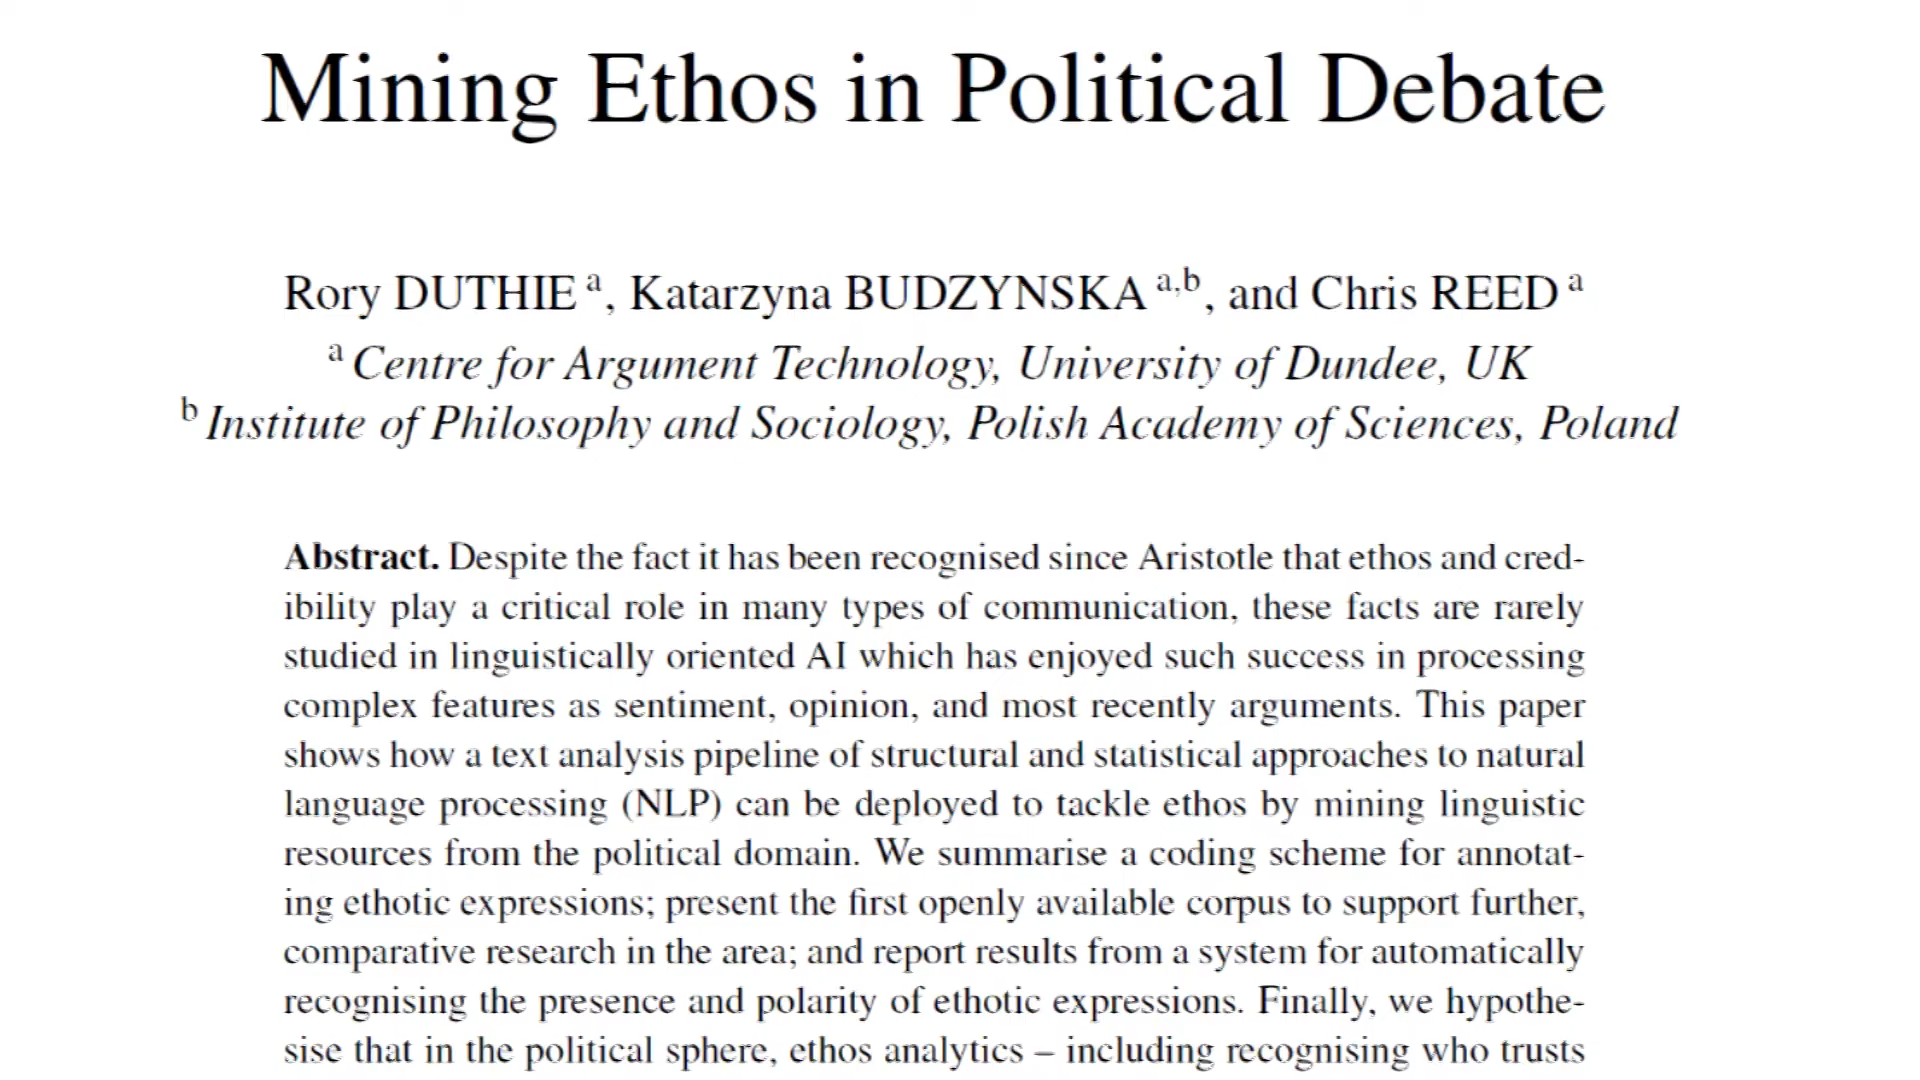 Mining Ethos in Political Debate
Rory DUTHIE a, Katarzyna BUDZYNSKA a,b, and Chris REED a
a Centre for Argument Technology, University of Dundee, UK
b Institute of Philosophy and Sociology, Polish Academy of Sciences, Poland
Abstract. Despite the fact it has been recognised since Aristotle that ethos and cred-
ibility play a critical role in many types of communication, these facts are rarely
studied in linguistically oriented AI which has enjoyed such success in processing
complex features as sentiment, opinion, and most recently arguments. This paper
shows how a text analysis pipeline of structural and statistical approaches to natural
language processing (NLP) can be deployed to tackle ethos by mining linguistic
resources from the political domain. We summarise a coding scheme for annotat-
ing ethotic expressions; present the first openly available corpus to support further,
comparative research in the area; and report results from a system for automatically
recognising the presence and polarity of ethotic expressions. Finally, we hypothe-
sise that in the political sphere, ethos analytics – including recognising who trusts